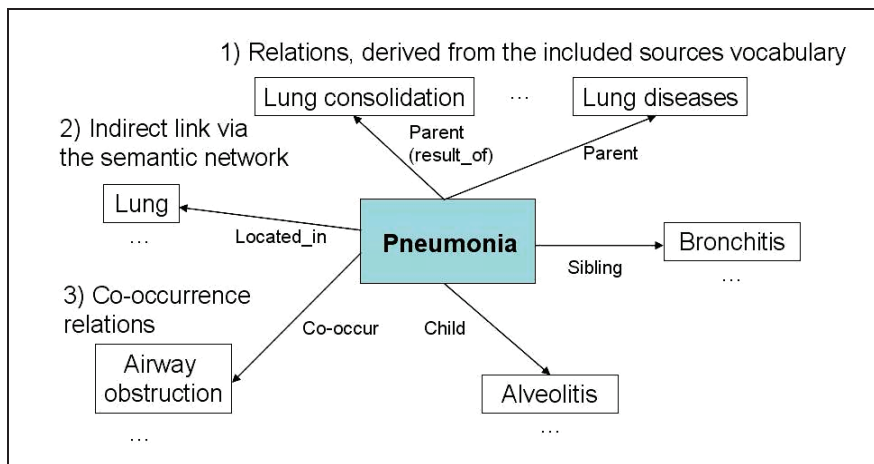 1) Relations, derived from the included sources vocabulary
Lung consolidation
...
Lung diseases
2) Indirect link via
the semantic network
Parent
(result_of)
Parent
Lung
...
Located_in
Pneumonia
Bronchitis
...
Sibling
3) Co-occurrence
relations
Co-occur
Child
Airway
obstruction
...
Alveolitis
...